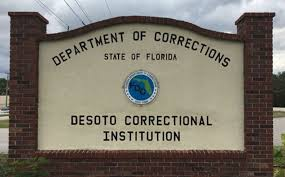 DEPARTMENT OF CORRECTIONS
STATE OF FLORIDA
DESOTO CORRECTIONAL
INSTITUTION